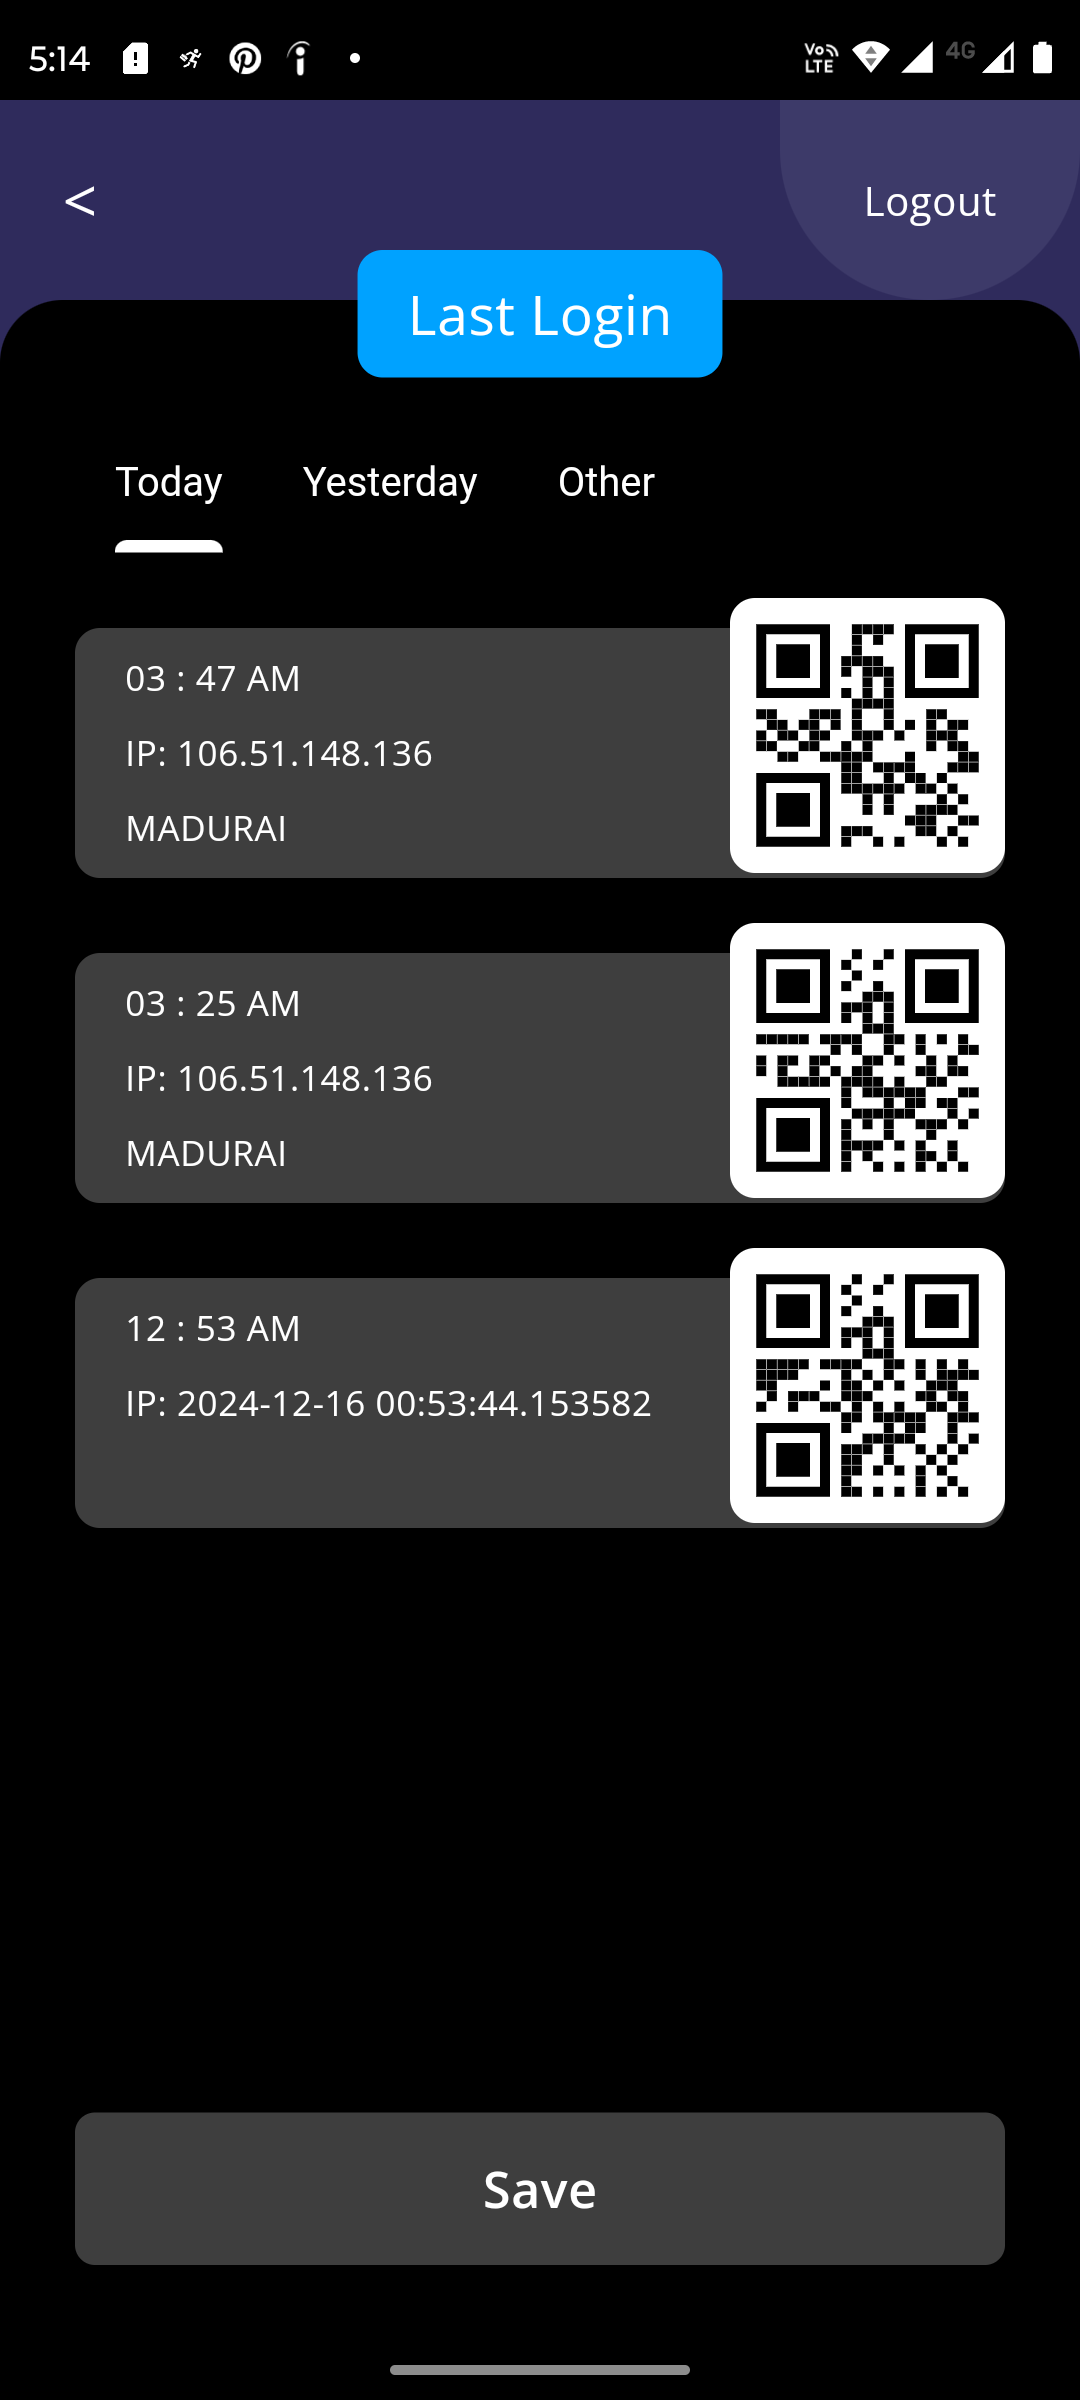 5:14
Vo LTE
4G
<
Logout
Last Login
Today
Yesterday
Other
03 : 47 AM
IP: 106.51.148.136
MADURAI
03 : 25 AM
IP: 106.51.148.136
MADURAI
12 : 53 AM
IP: 2024-12-16 00:53:44.153582
Save